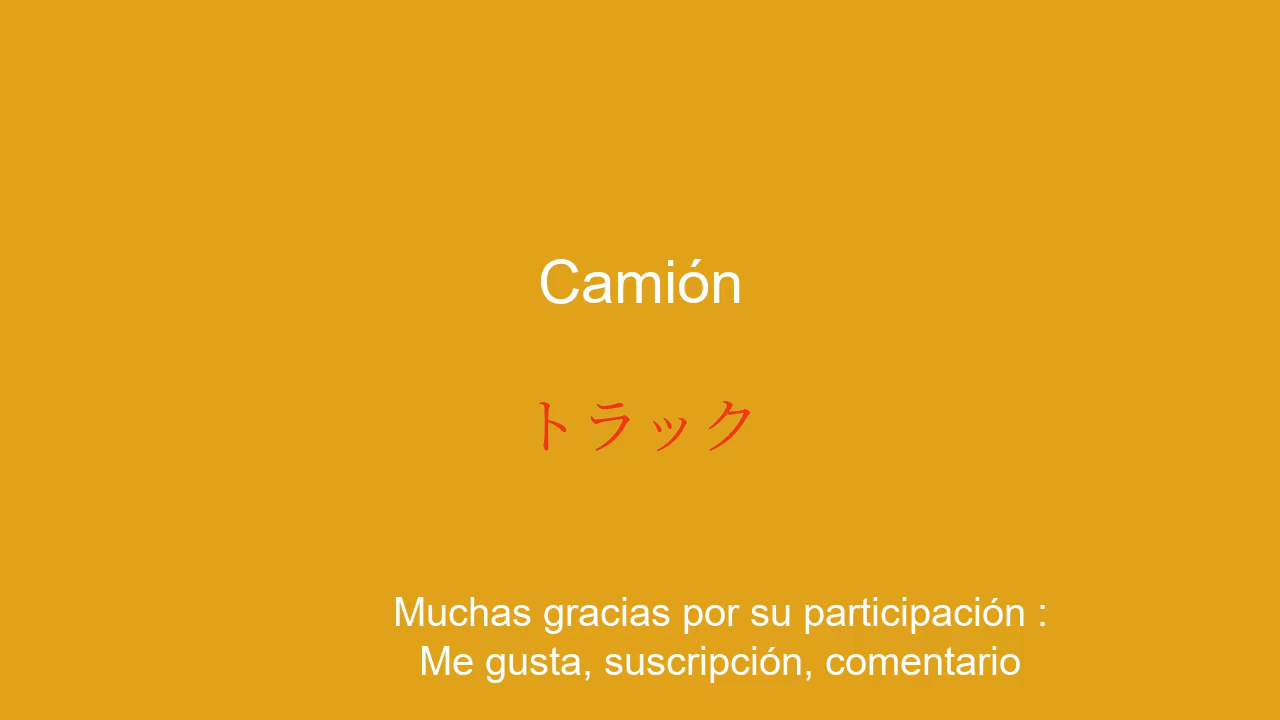 Camión
トラック
Muchas gracias por su participación :
Me gusta, suscripción, comentario